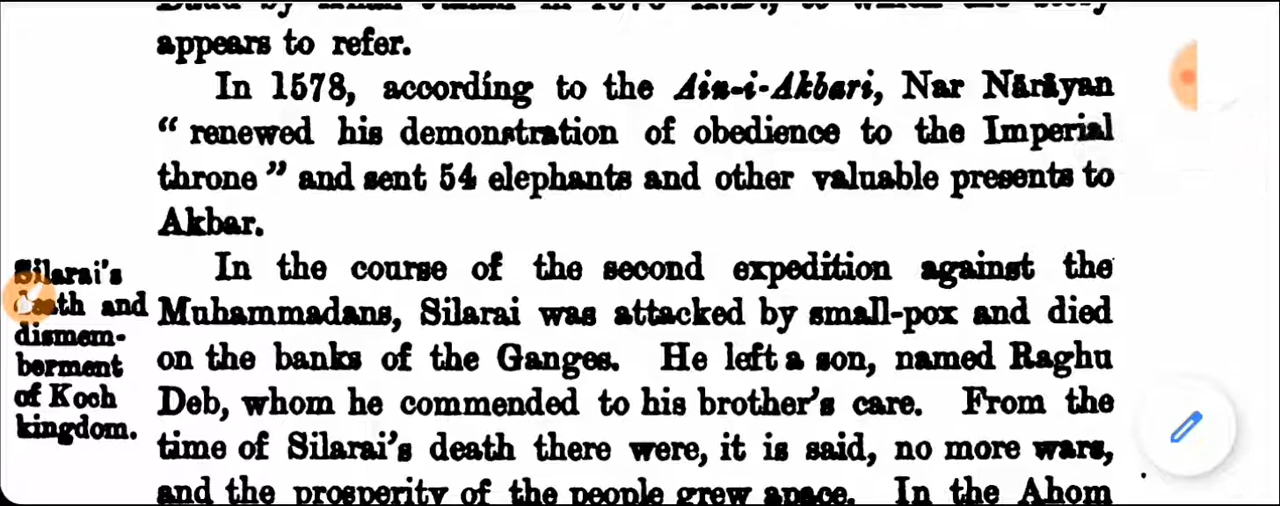 appears to refer.
In 1578, according to the Ain-i-Akbari, Nar Nārāyan
“ renewed his demonstration of obedience to the Imperial
throne ” and sent 54 elephants and other valuable presents to
Akbar.
Silarai's
death and
dismem-
berment
of Koch
kingdom.
In the course of the second expedition against the
Muhammadans, Silarai was attacked by small-pox and died
on the banks of the Ganges. He left a son, named Raghu
Deb, whom he commended to his brother's care. From the
time of Silarai's death there were, it is said, no more wars,
and the prosperity of the people grew apace. In the Ahom